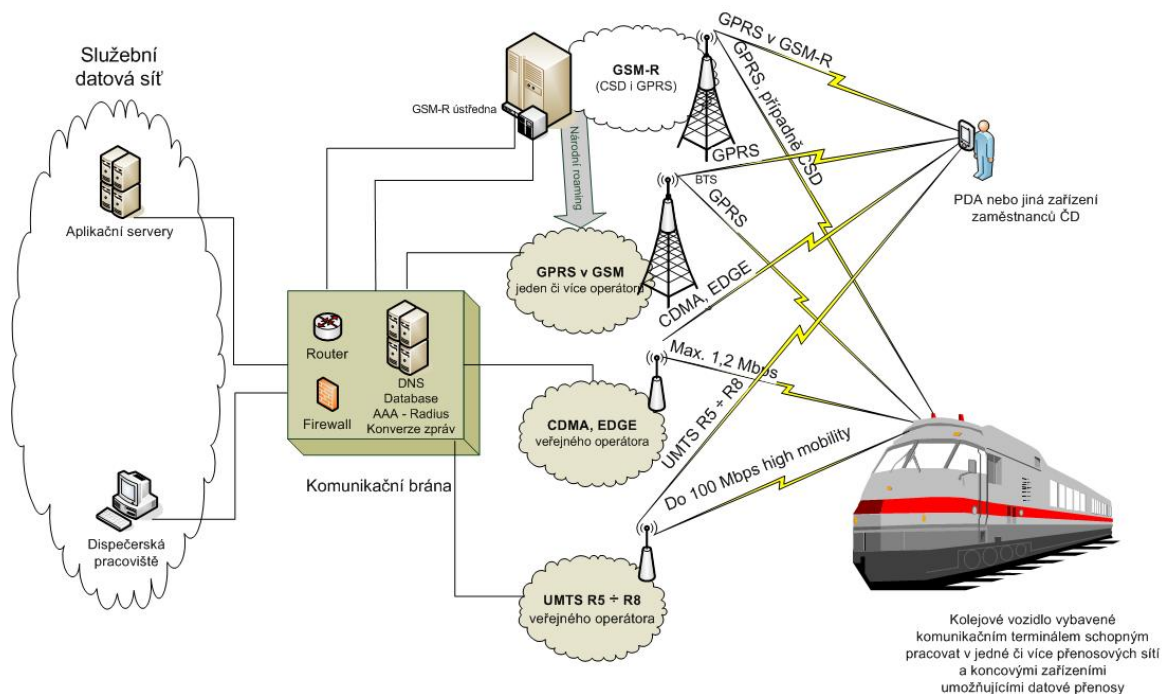 Služební
datová síť
Aplikační servery
Dispečerská
pracoviště
GSM-R ústředna
GSM-R
(CSD i GPRS)
Národní roaming
GPRS v GSM
jeden či více operátorů
BTS
Router
Firewall
DNS
Database
AAA - Radius
Konverze zpráv
Komunikační brána
CDMA, EDGE
veřejného operátora
UMTS R5 ÷ R8
veřejného operátora
GPRS v GSM-R
GPRS, případně CSD
GPRS
GPRS
CDMA, EDGE
Max. 1,2 Mbps
UMTS R5 ÷ R8
Do 100 Mbps high mobility
PDA nebo jiná zařízení
zaměstnanců ČD
Kolejové vozidlo vybavené
komunikačním terminálem schopným
pracovat v jedné či více přenosových sítí
a koncovými zařízeními
umožňujícími datové přenosy